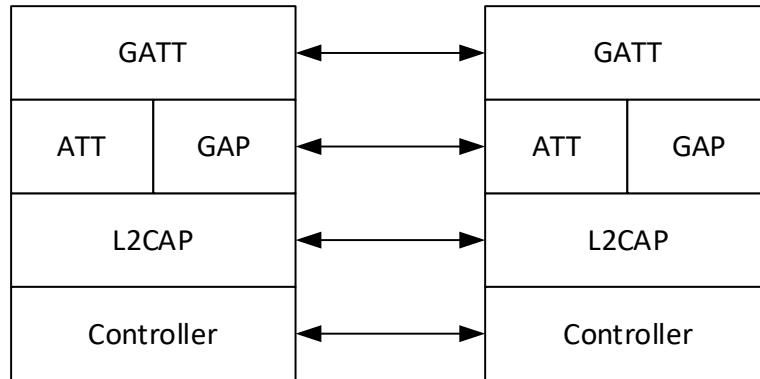 GATT GATT
ATT GAP ATT GAP
L2CAP L2CAP
Controller Controller